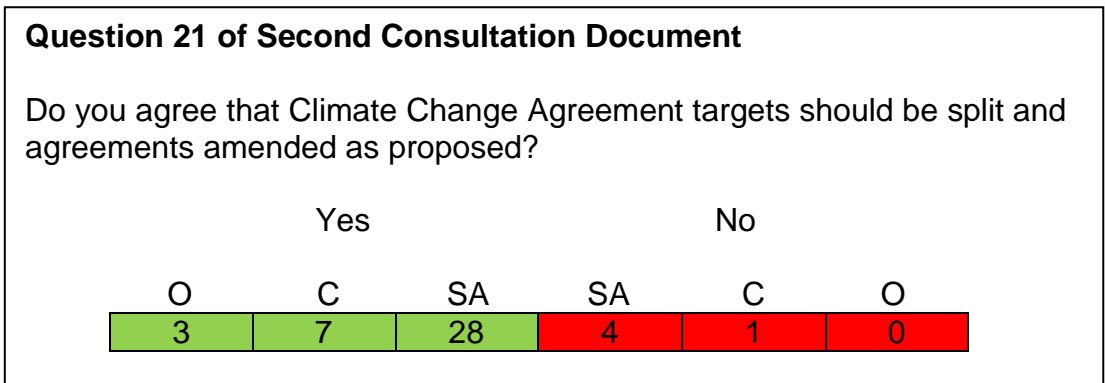 Question 21 of Second Consultation Document
Do you agree that Climate Change Agreement targets should be split and
agreements amended as proposed?
Yes No
O C SA SA C O
3 7 28 4 1 0